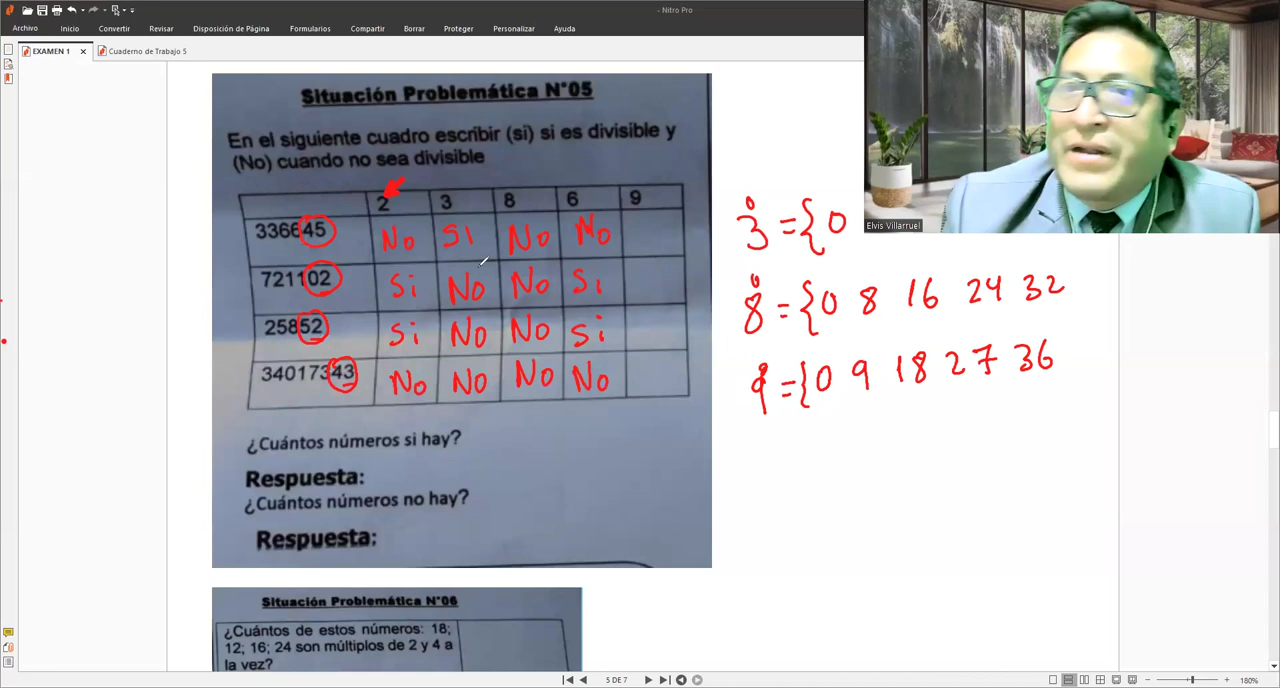 - Nitro Pro
Archivo Inicio Convertir Revisar Disposición de Página Formularios Compartir Borrar Proteger Personalizar Ayuda
EXAMEN 1 × Cuaderno de Trabajo 5
Situación Problemática N°05
En el siguiente cuadro escribir (si) si es divisible y
(No) cuando no sea divisible
2 3 8 6 9
336645 No Si No No
721102 Si No No Si
25852 Si No No Si
34017343 No No No No
¿Cuántos números si hay?
Respuesta:
¿Cuántos números no hay?
Respuesta:
3 = {0
8 = {0 8 16 24 32
9 = {0 9 18 27 36
Elvis Villarruel
Situación Problemática N°06
¿Cuántos de estos números: 18;
12; 16; 24 son múltiplos de 2 y 4 a
la vez?
5 DE 7
180%